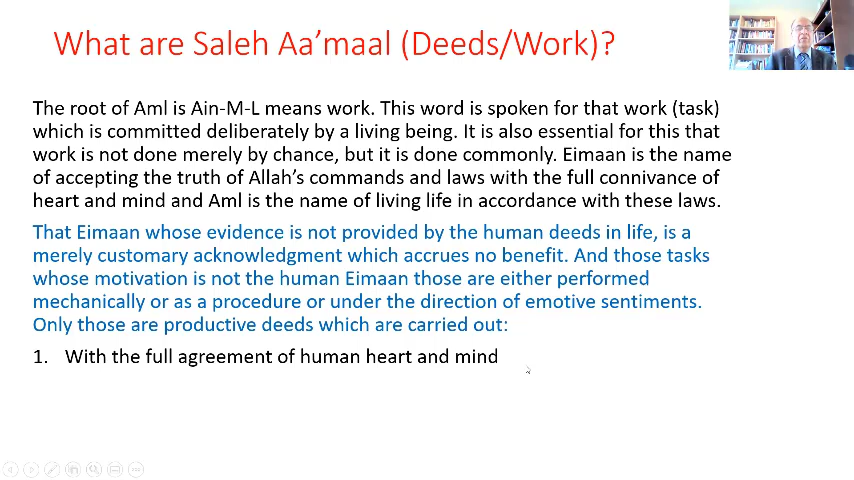 What are Saleh Aa’maal (Deeds/Work)?
The root of Aml is Ain-M-L means work. This word is spoken for that work (task)
which is committed deliberately by a living being. It is also essential for this that
work is not done merely by chance, but it is done commonly. Eimaan is the name
of accepting the truth of Allah’s commands and laws with the full connivance of
heart and mind and Aml is the name of living life in accordance with these laws.
That Eimaan whose evidence is not provided by the human deeds in life, is a
merely customary acknowledgment which accrues no benefit. And those tasks
whose motivation is not the human Eimaan those are either performed
mechanically or as a procedure or under the direction of emotive sentiments.
Only those are productive deeds which are carried out:
1. With the full agreement of human heart and mind